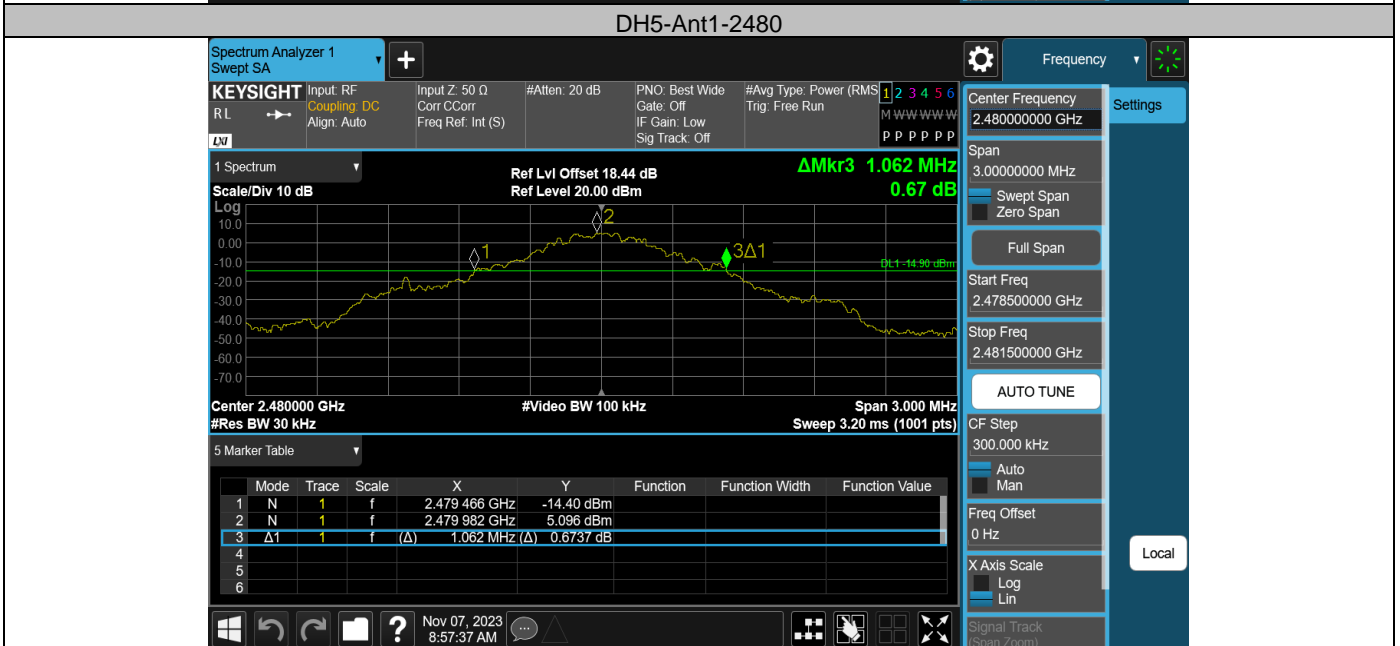 DH5-Ant1-2480
Spectrum Analyzer 1
Swept SA
Frequency
KEYSIGHT
RL
LXI
Input: RF
Coupling: DC
Align: Auto
Input Z: 50 Ω
Corr CCorr
Freq Ref: Int (S)
#Atten: 20 dB
PNO: Best Wide
Gate: Off
IF Gain: Low
Sig Track: Off
#Avg Type: Power (RMS
Trig: Free Run
1 2 3 4 5 6
M W W W W W
P P P P P P
1 Spectrum
Scale/Div 10 dB
Ref Lvl Offset 18.44 dB
Ref Level 20.00 dBm
ΔMkr3 1.062 MHz
0.67 dB
Log
10.0
0.00
-10.0
-20.0
-30.0
-40.0
-50.0
-60.0
-70.0
1
2
3Δ1
DL1 -14.90 dBm
Center 2.480000 GHz
#Video BW 100 kHz
Span 3.000 MHz
#Res BW 30 kHz
Sweep 3.20 ms (1001 pts)
5 Marker Table
Mode Trace Scale X Y Function Function Width Function Value
1 N 1 f 2.479 466 GHz -14.40 dBm
2 N 1 f 2.479 982 GHz 5.096 dBm
3 Δ1 1 f (Δ) 1.062 MHz (Δ) 0.6737 dB
4
5
6
?
Nov 07, 2023
8:57:37 AM
Center Frequency
2.480000000 GHz
Settings
Span
3.00000000 MHz
Swept Span
Zero Span
Full Span
Start Freq
2.478500000 GHz
Stop Freq
2.481500000 GHz
AUTO TUNE
CF Step
300.000 kHz
Auto
Man
Freq Offset
0 Hz
X Axis Scale
Log
Lin
Local
Signal Track
(Span Zoom)